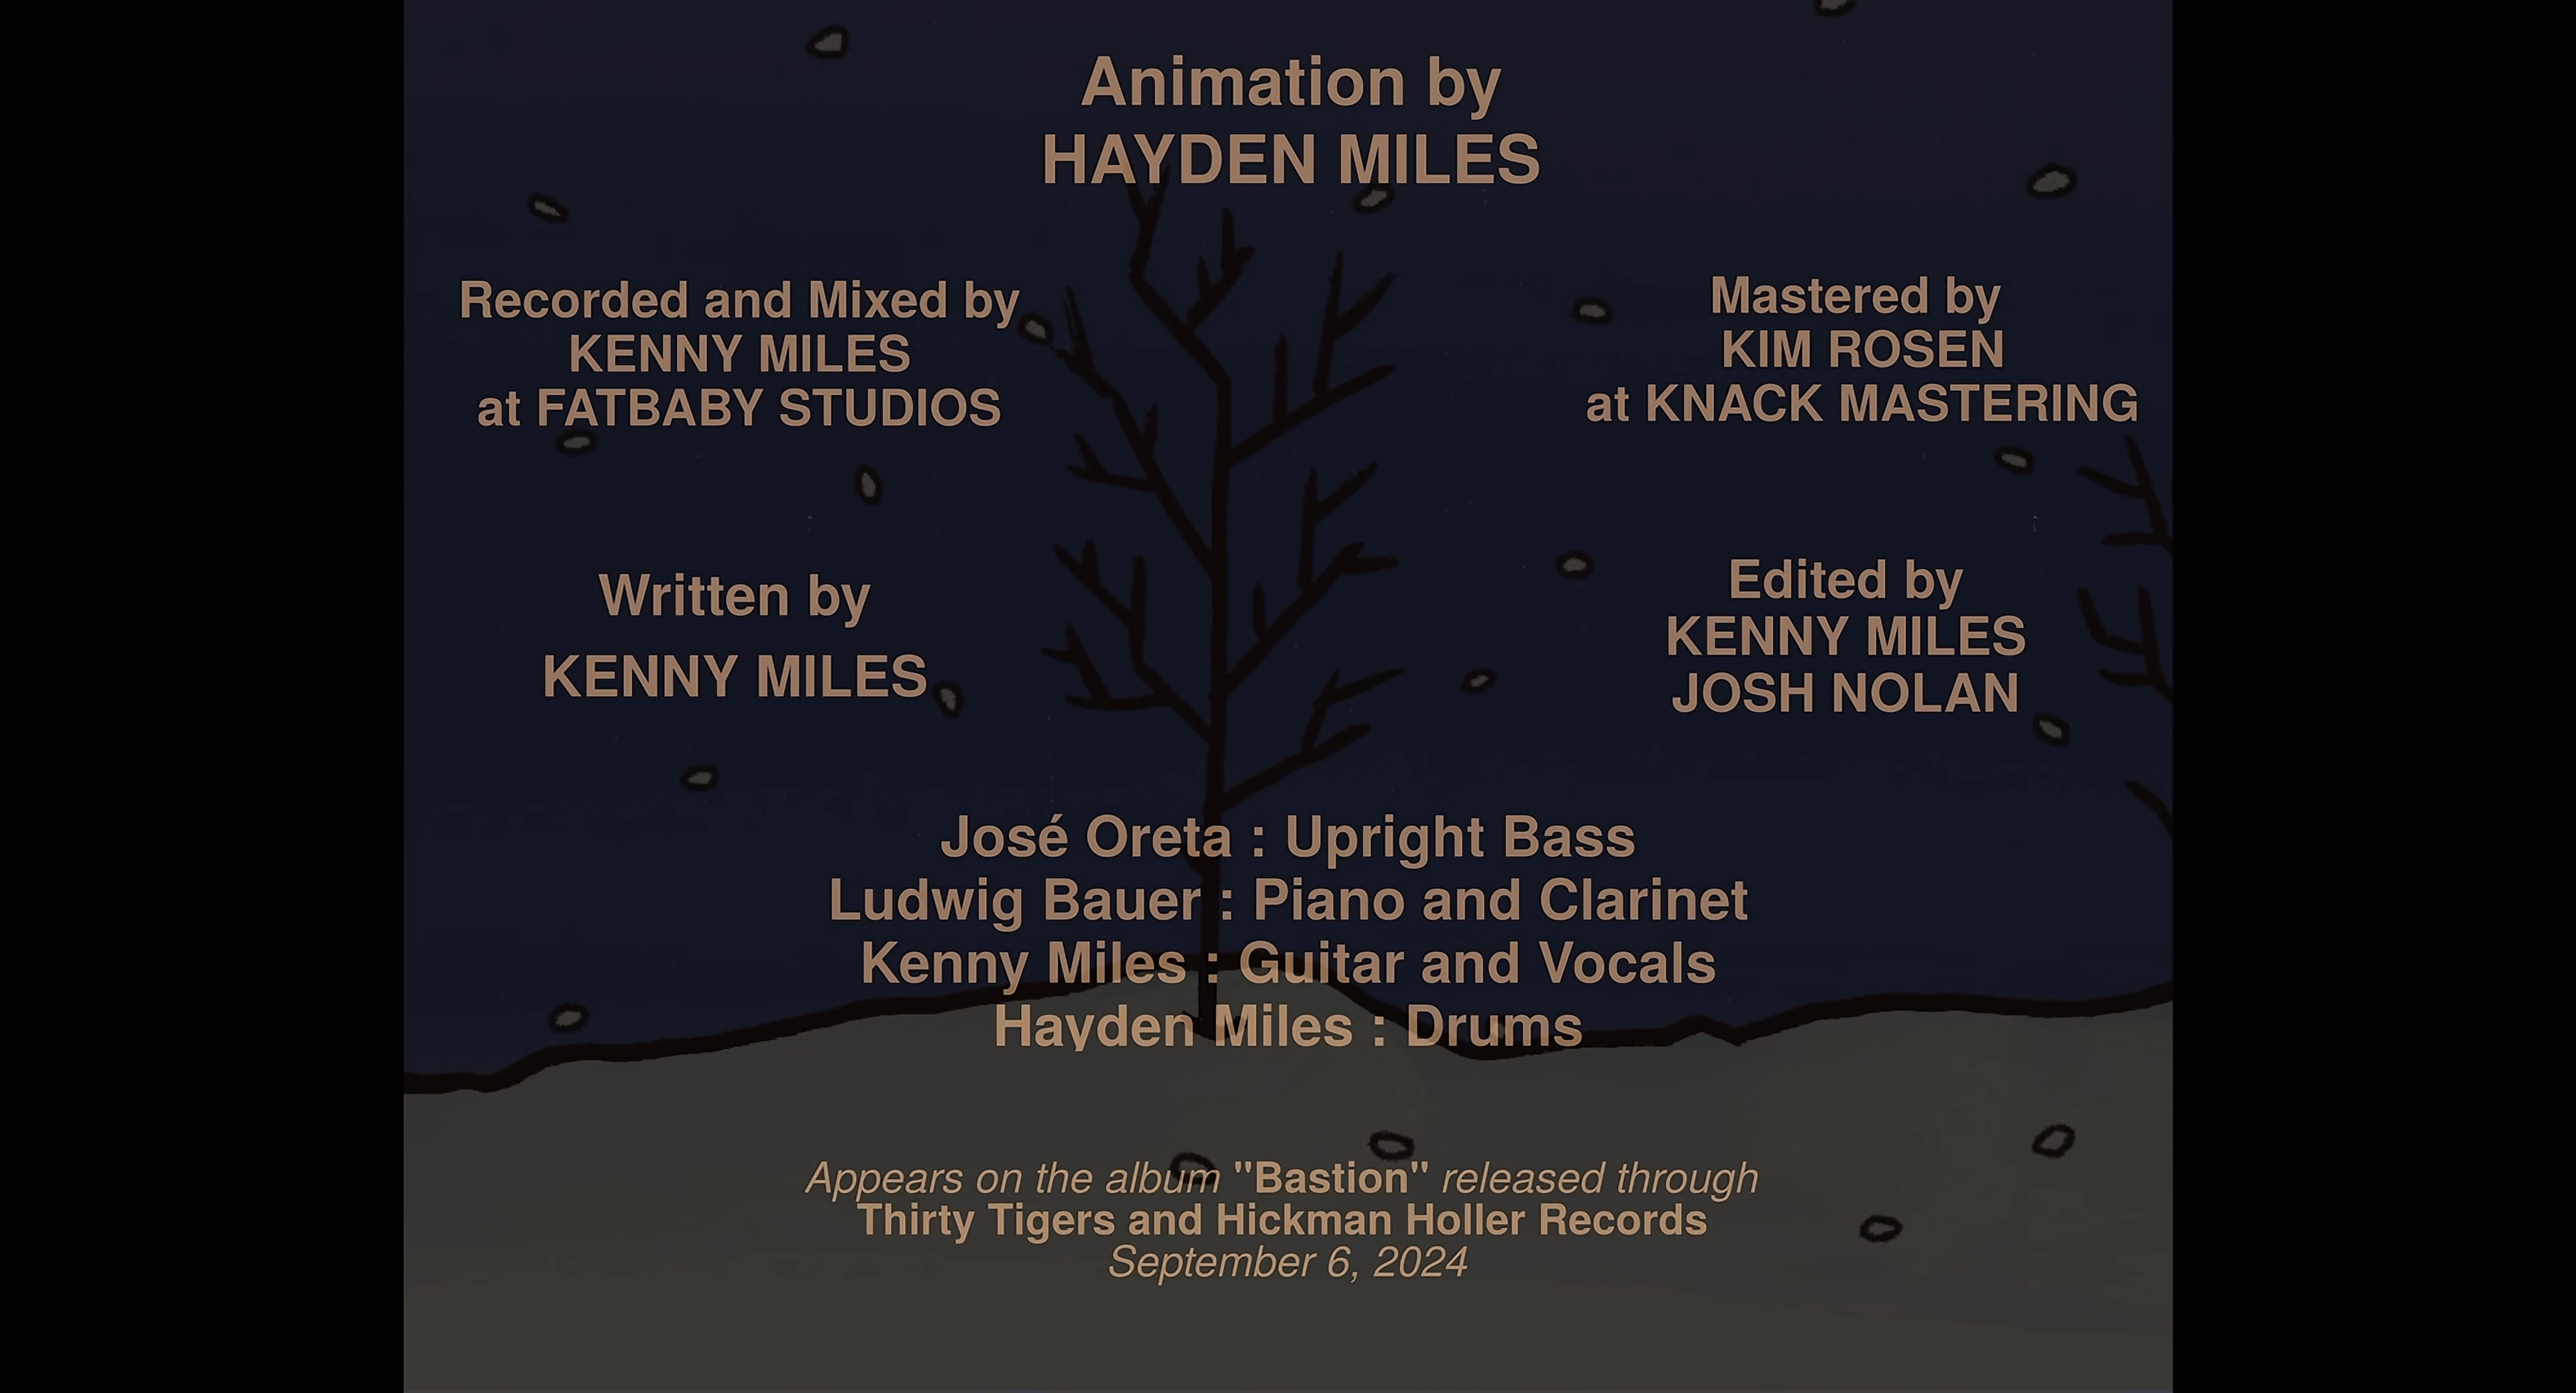 Animation by
HAYDEN MILES
Recorded and Mixed by
KENNY MILES
at FATBABY STUDIOS
Mastered by
KIM ROSEN
at KNACK MASTERING
Written by
KENNY MILES
Edited by
KENNY MILES
JOSH NOLAN
José Oreta : Upright Bass
Ludwig Bauer : Piano and Clarinet
Kenny Miles : Guitar and Vocals
Hayden Miles : Drums
Appears on the album "Bastion" released through
Thirty Tigers and Hickman Holler Records
September 6, 2024